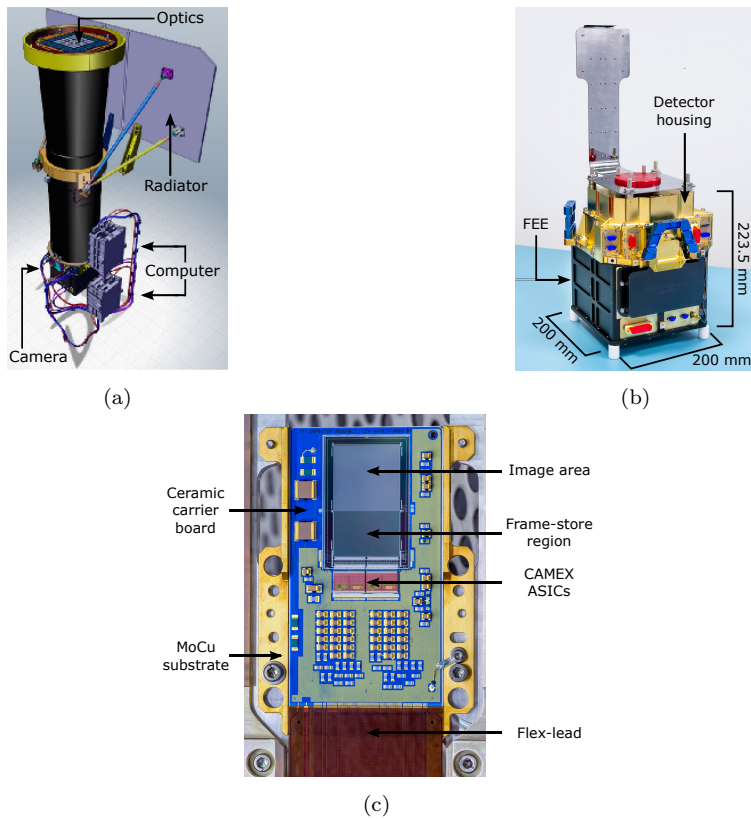 Optics
Radiator
Computer
Camera
(a)
Detector
housing
FEE
223.5 mm
200 mm
200 mm
(b)
Image area
Ceramic
carrier
board
Frame-store
region
CAMEX
ASICs
MoCu
substrate
Flex-lead
(c)